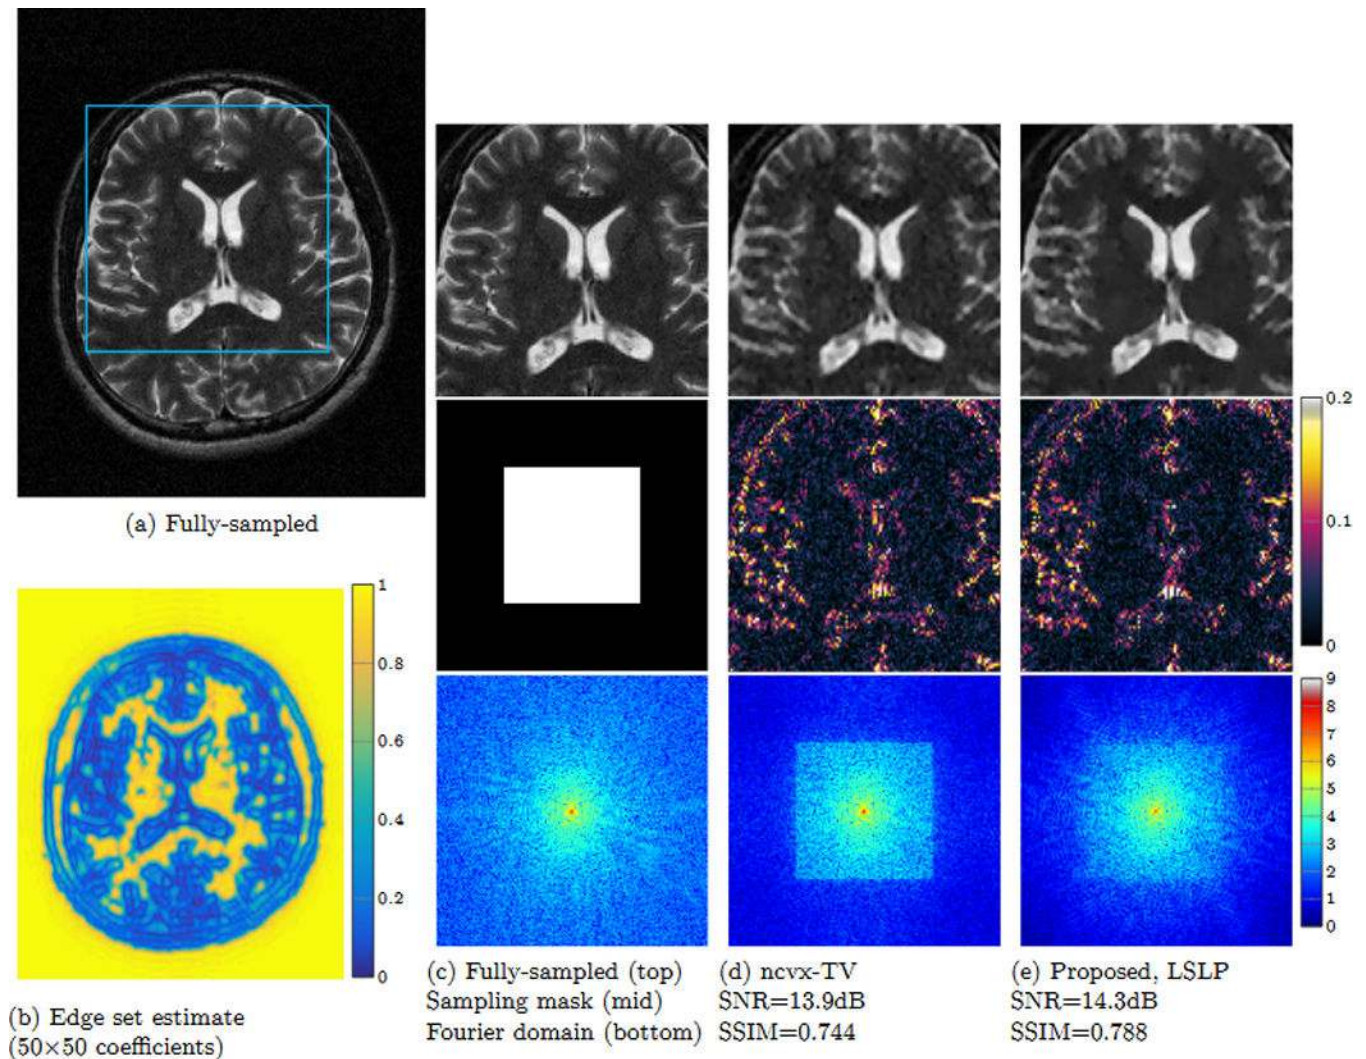 (a) Fully-sampled
1
0.8
0.6
0.4
0.2
0
(b) Edge set estimate
(50×50 coefficients)
0.2
0.1
0
9
8
7
6
5
4
3
2
1
0
(c) Fully-sampled (top)
Sampling mask (mid)
Fourier domain (bottom)
(d) ncvx-TV
SNR=13.9dB
SSIM=0.744
(e) Proposed, LSLP
SNR=14.3dB
SSIM=0.788